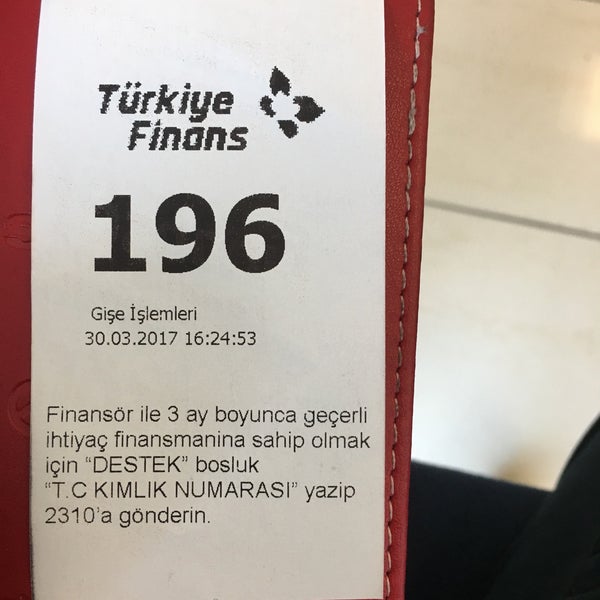 Türkiye
Finans
196
Gişe İşlemleri
30.03.2017 16:24:53
Finansör ile 3 ay boyunca geçerli
ihtiyaç finansmanina sahip olmak
için “DESTEK” bosluk
“T.C KIMLIK NUMARASI” yazip
2310’a gönderin.